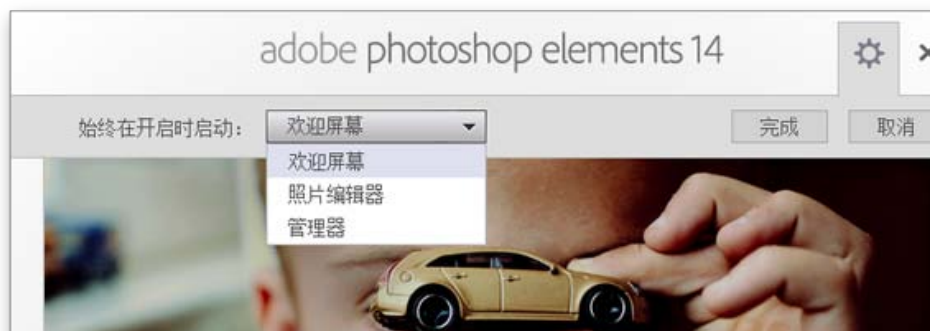 adobe photoshop elements 14
始终在开启时启动： 欢迎屏幕 完成 取消
欢迎屏幕
照片编辑器
管理器